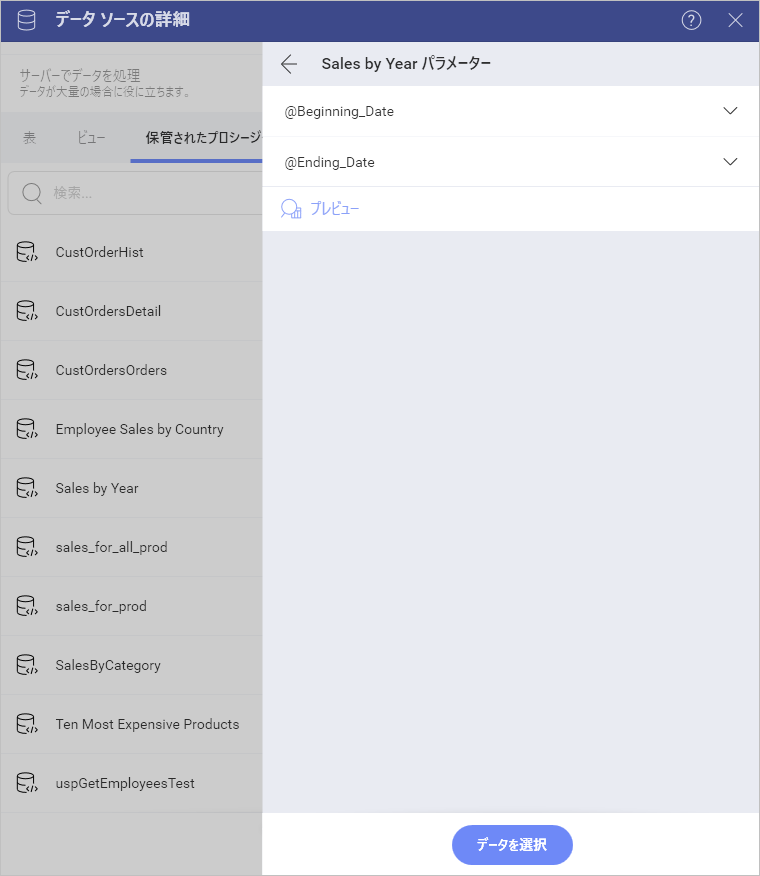 データ ソースの詳細
サーバーでデータを処理
データが大量の場合に役に立ちます。
表
ビュー
保管されたプロシージ
検索...
CustOrderHist
CustOrdersDetail
CustOrdersOrders
Employee Sales by Country
Sales by Year
sales_for_all_prod
sales_for_prod
SalesByCategory
Ten Most Expensive Products
uspGetEmployeesTest
Sales by Year パラメーター
@Beginning_Date
@Ending_Date
プレビュー
データを選択